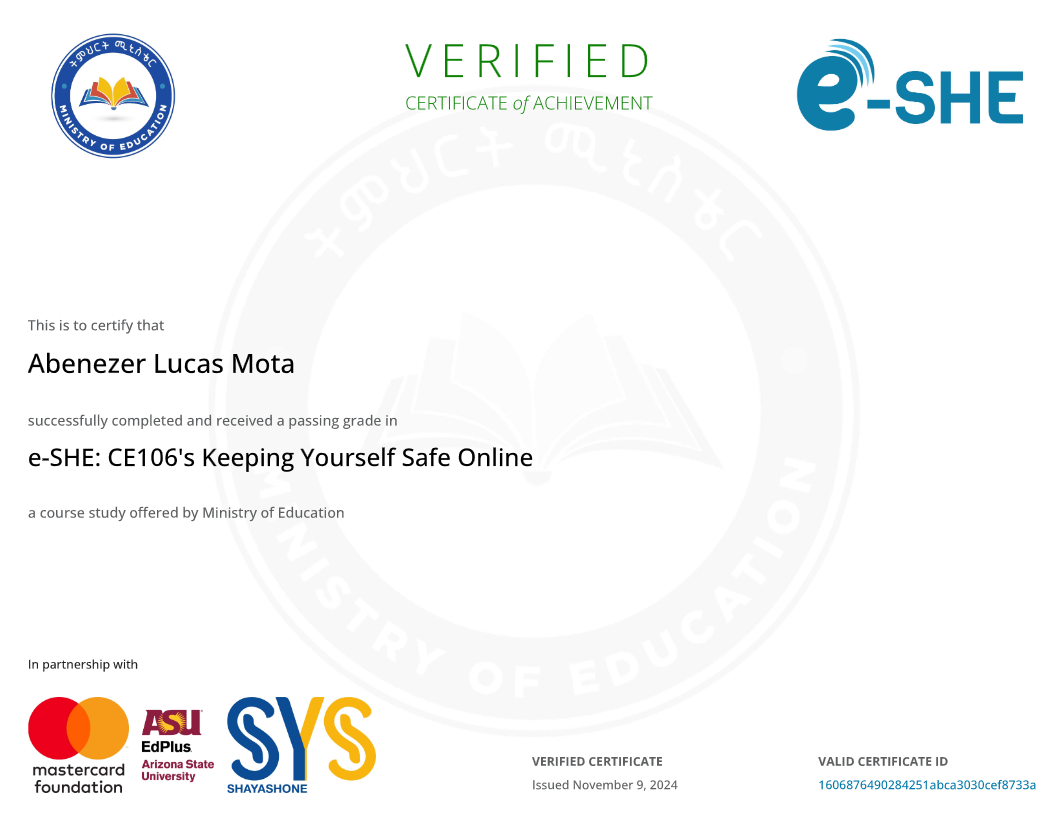 ትምህርት ሚኒስቴር
MINISTRY OF EDUCATION
VERIFIED
CERTIFICATE of ACHIEVEMENT
e-SHE
ትምህርት ሚኒስቴር
This is to certify that
Abenezer Lucas Mota
successfully completed and received a passing grade in
e-SHE: CE106's Keeping Yourself Safe Online
a course study offered by Ministry of Education
MINISTRY OF EDUCATION
In partnership with
mastercard
foundation
ASU
EdPlus
Arizona State
University
SYS
SHAYASHONE
VERIFIED CERTIFICATE
Issued November 9, 2024
VALID CERTIFICATE ID
1606876490284251abca3030cef8733a